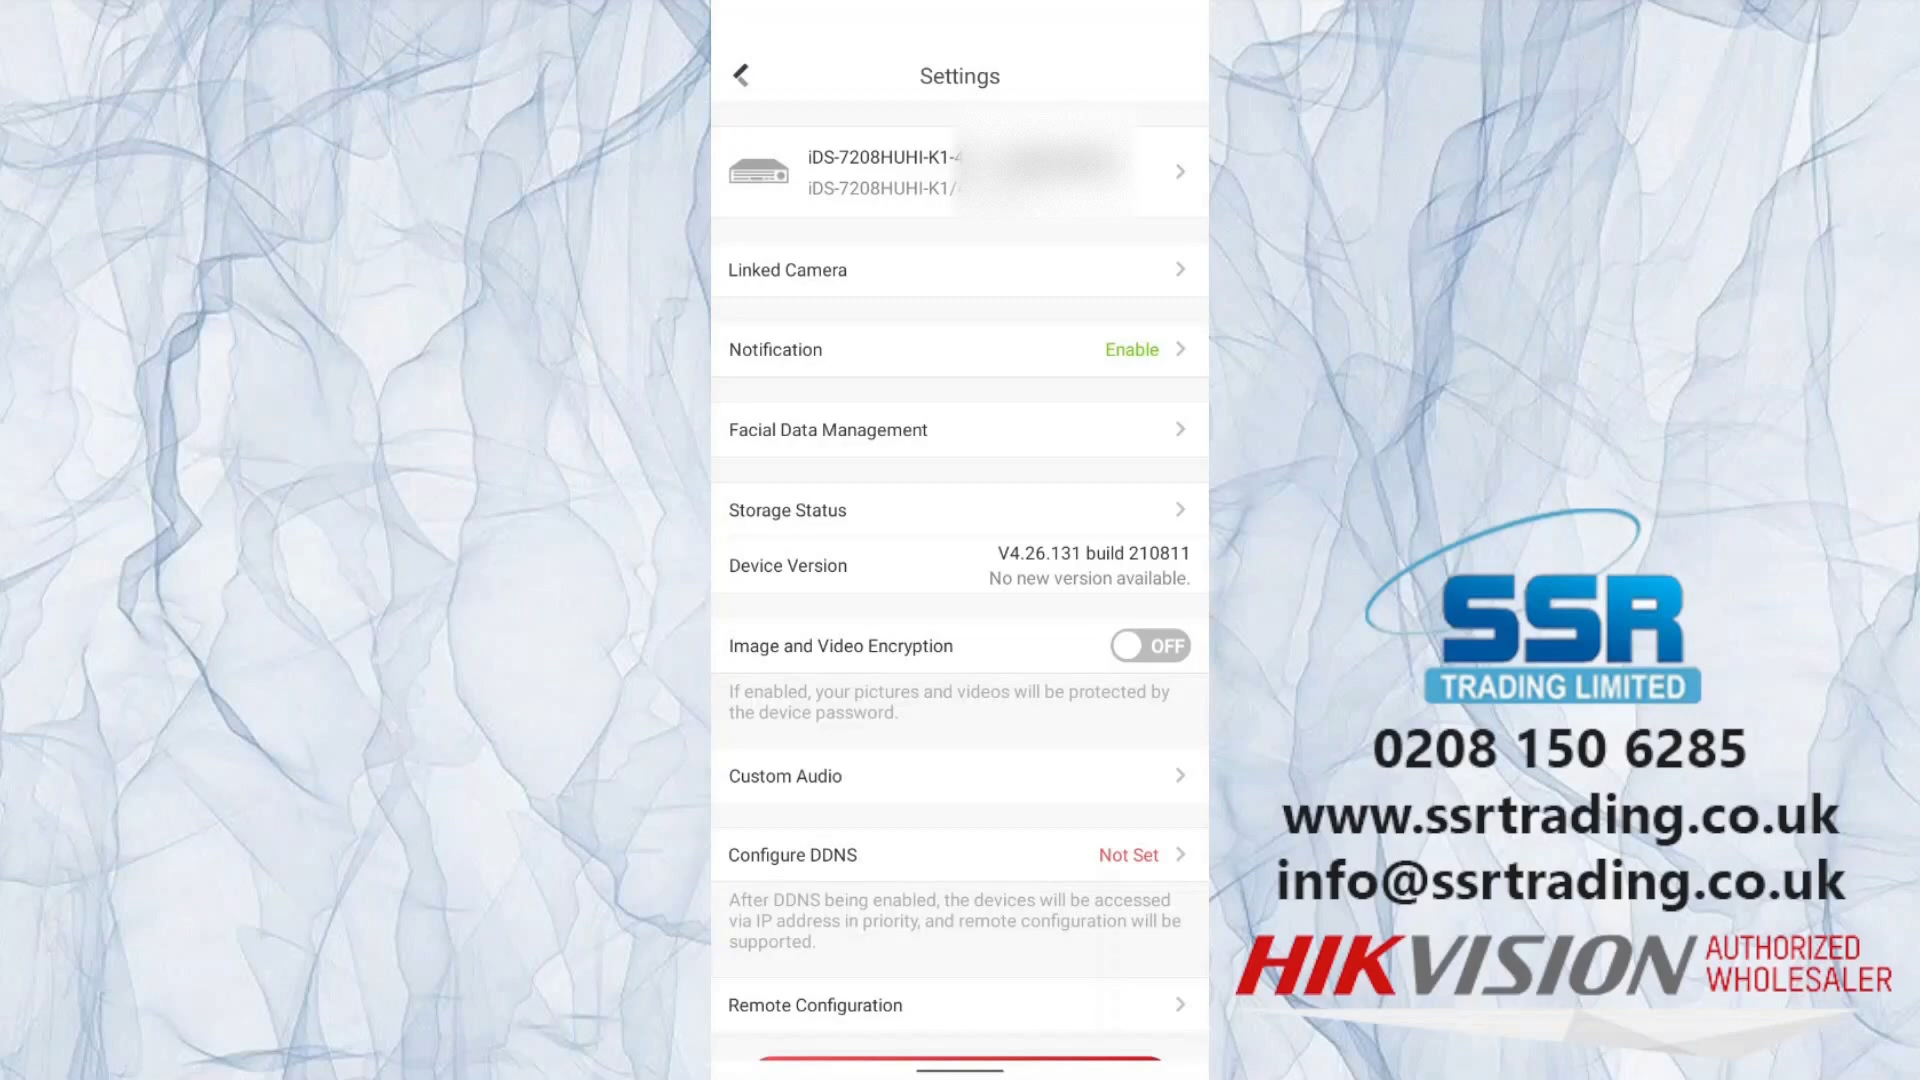 Settings
iDS-7208HUHI-K1-
iDS-7208HUHI-K1/
Linked Camera
Notification
Enable
Facial Data Management
Storage Status
Device Version
V4.26.131 build 210811
No new version available.
Image and Video Encryption
OFF
If enabled, your pictures and videos will be protected by
the device password.
Custom Audio
Configure DDNS
Not Set
After DDNS being enabled, the devices will be accessed
via IP address in priority, and remote configuration will be
supported.
Remote Configuration
SSR
TRADING LIMITED
0208 150 6285
www.ssrtrading.co.uk
info@ssrtrading.co.uk
HIKVISION
AUTHORIZED
WHOLESALER